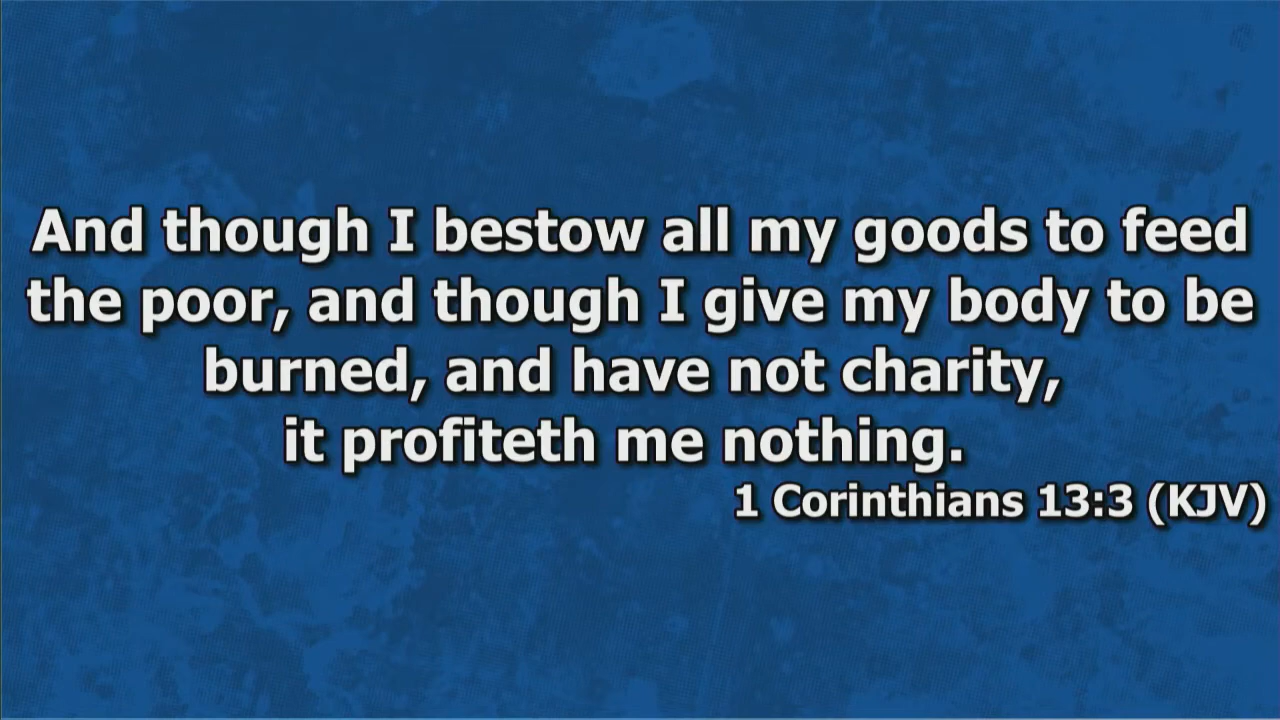 And though I bestow all my goods to feed
the poor, and though I give my body to be
burned, and have not charity,
it profiteth me nothing.
1 Corinthians 13:3 (KJV)